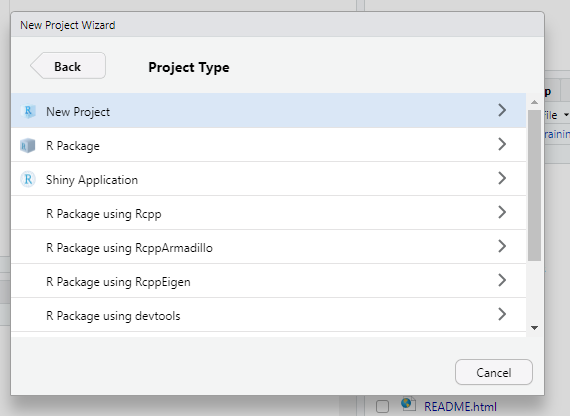 New Project Wizard
Back
Project Type
New Project
R Package
Shiny Application
R Package using Rcpp
R Package using RcppArmadillo
R Package using RcppEigen
R Package using devtools
Cancel
p
ile
rainin
README.html